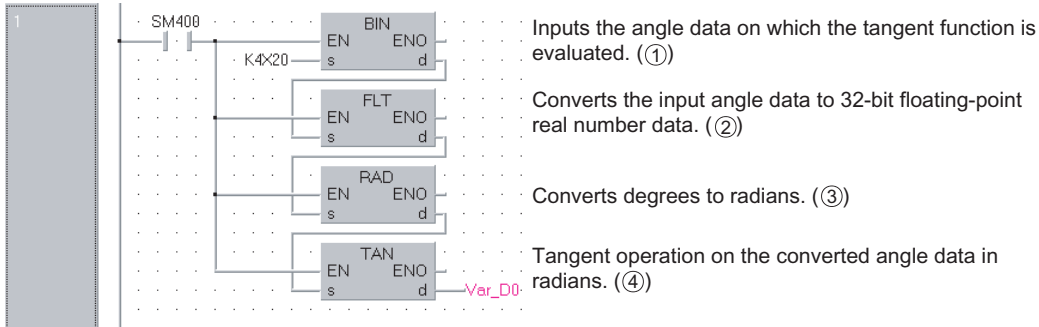 1
SM400
BIN
EN ENO
K4X20 s d
Inputs the angle data on which the tangent function is
evaluated. (①)
FLT
EN ENO
s d
Converts the input angle data to 32-bit floating-point
real number data. (②)
RAD
EN ENO
s d
Converts degrees to radians. (③)
TAN
EN ENO
s d Var_D0
Tangent operation on the converted angle data in
radians. (④)